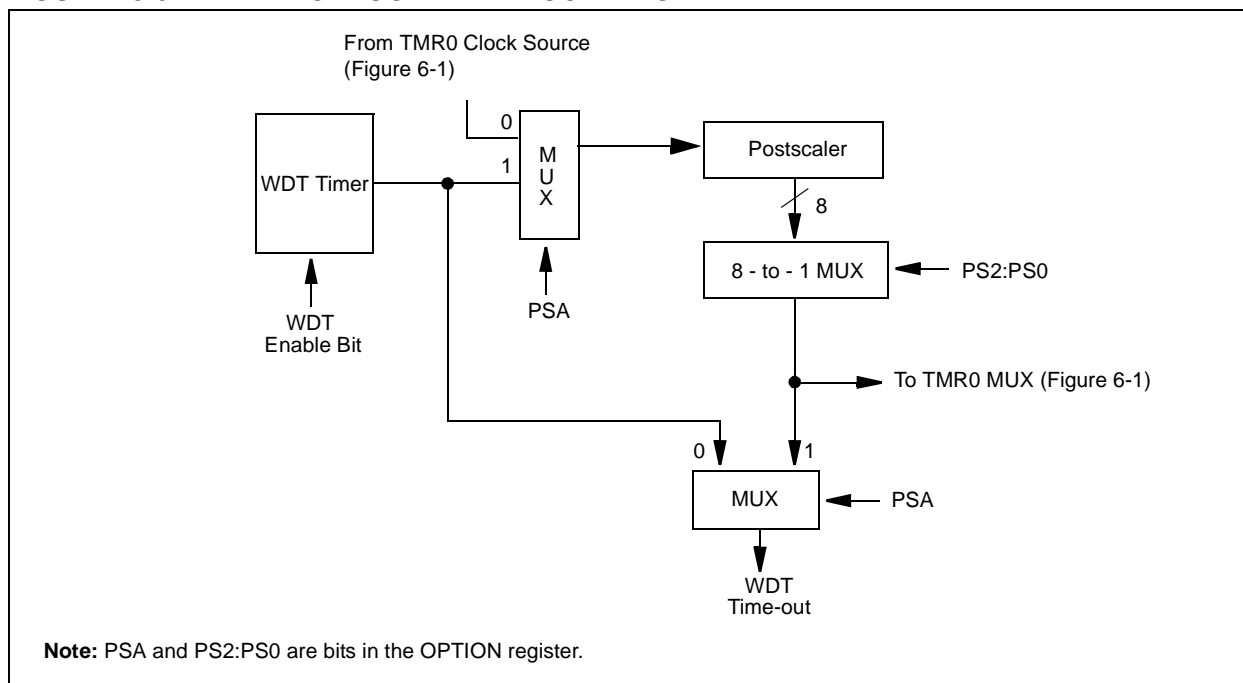 From TMR0 Clock Source
(Figure 6-1)
0
1
M
U
X
WDT Timer
Postscaler
8
8 - to - 1 MUX
PS2:PS0
PSA
WDT
Enable Bit
To TMR0 MUX (Figure 6-1)
0
1
MUX
PSA
WDT
Time-out
Note: PSA and PS2:PS0 are bits in the OPTION register.